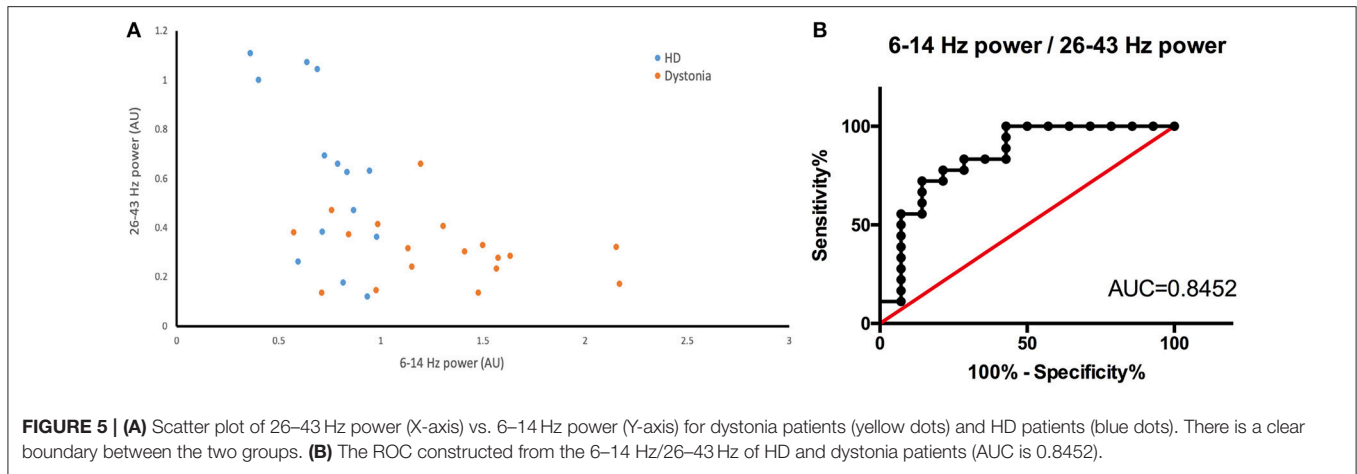 A
1.2
1
0.8
0.6
0.4
0.2
0
26-43 Hz power (AU)
HD
Dystonia
0
0.5
1
1.5
2
2.5
3
6-14 Hz power (AU)
B
6-14 Hz power / 26-43 Hz power
100
50
0
Sensitivity%
AUC=0.8452
0
50
100
100% - Specificity%
FIGURE 5 | (A) Scatter plot of 26–43 Hz power (X-axis) vs. 6–14 Hz power (Y-axis) for dystonia patients (yellow dots) and HD patients (blue dots). There is a clear
boundary between the two groups. (B) The ROC constructed from the 6–14 Hz/26–43 Hz of HD and dystonia patients (AUC is 0.8452).